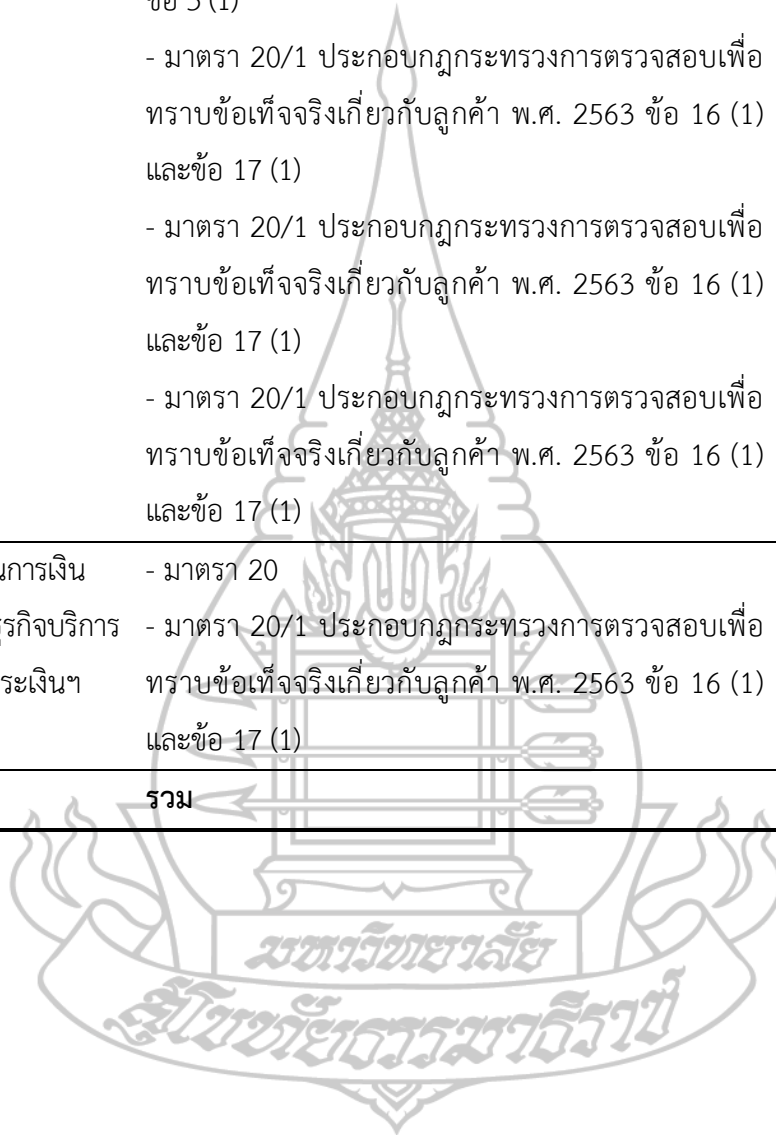 ข้อ 5 (1)
- มาตรา 20/1 ประกอบกฎกระทรวงการตรวจสอบเพื่อ
ทราบข้อเท็จจริงเกี่ยวกับลูกค้า พ.ศ. 2563 ข้อ 16 (1)
และข้อ 17 (1)
- มาตรา 20/1 ประกอบกฎกระทรวงการตรวจสอบเพื่อ
ทราบข้อเท็จจริงเกี่ยวกับลูกค้า พ.ศ. 2563 ข้อ 16 (1)
และข้อ 17 (1)
- มาตรา 20/1 ประกอบกฎกระทรวงการตรวจสอบเพื่อ
ทราบข้อเท็จจริงเกี่ยวกับลูกค้า พ.ศ. 2563 ข้อ 16 (1)
และข้อ 17 (1)
นการเงิน - มาตรา 20
ธุรกิจบริการ - มาตรา 20/1 ประกอบกฎกระทรวงการตรวจสอบเพื่อ
ระเงินฯ ทราบข้อเท็จจริงเกี่ยวกับลูกค้า พ.ศ. 2563 ข้อ 16 (1)
และข้อ 17 (1)
รวม
มหาวิทยาลัย
สุโขทัยธรรมาธิราช